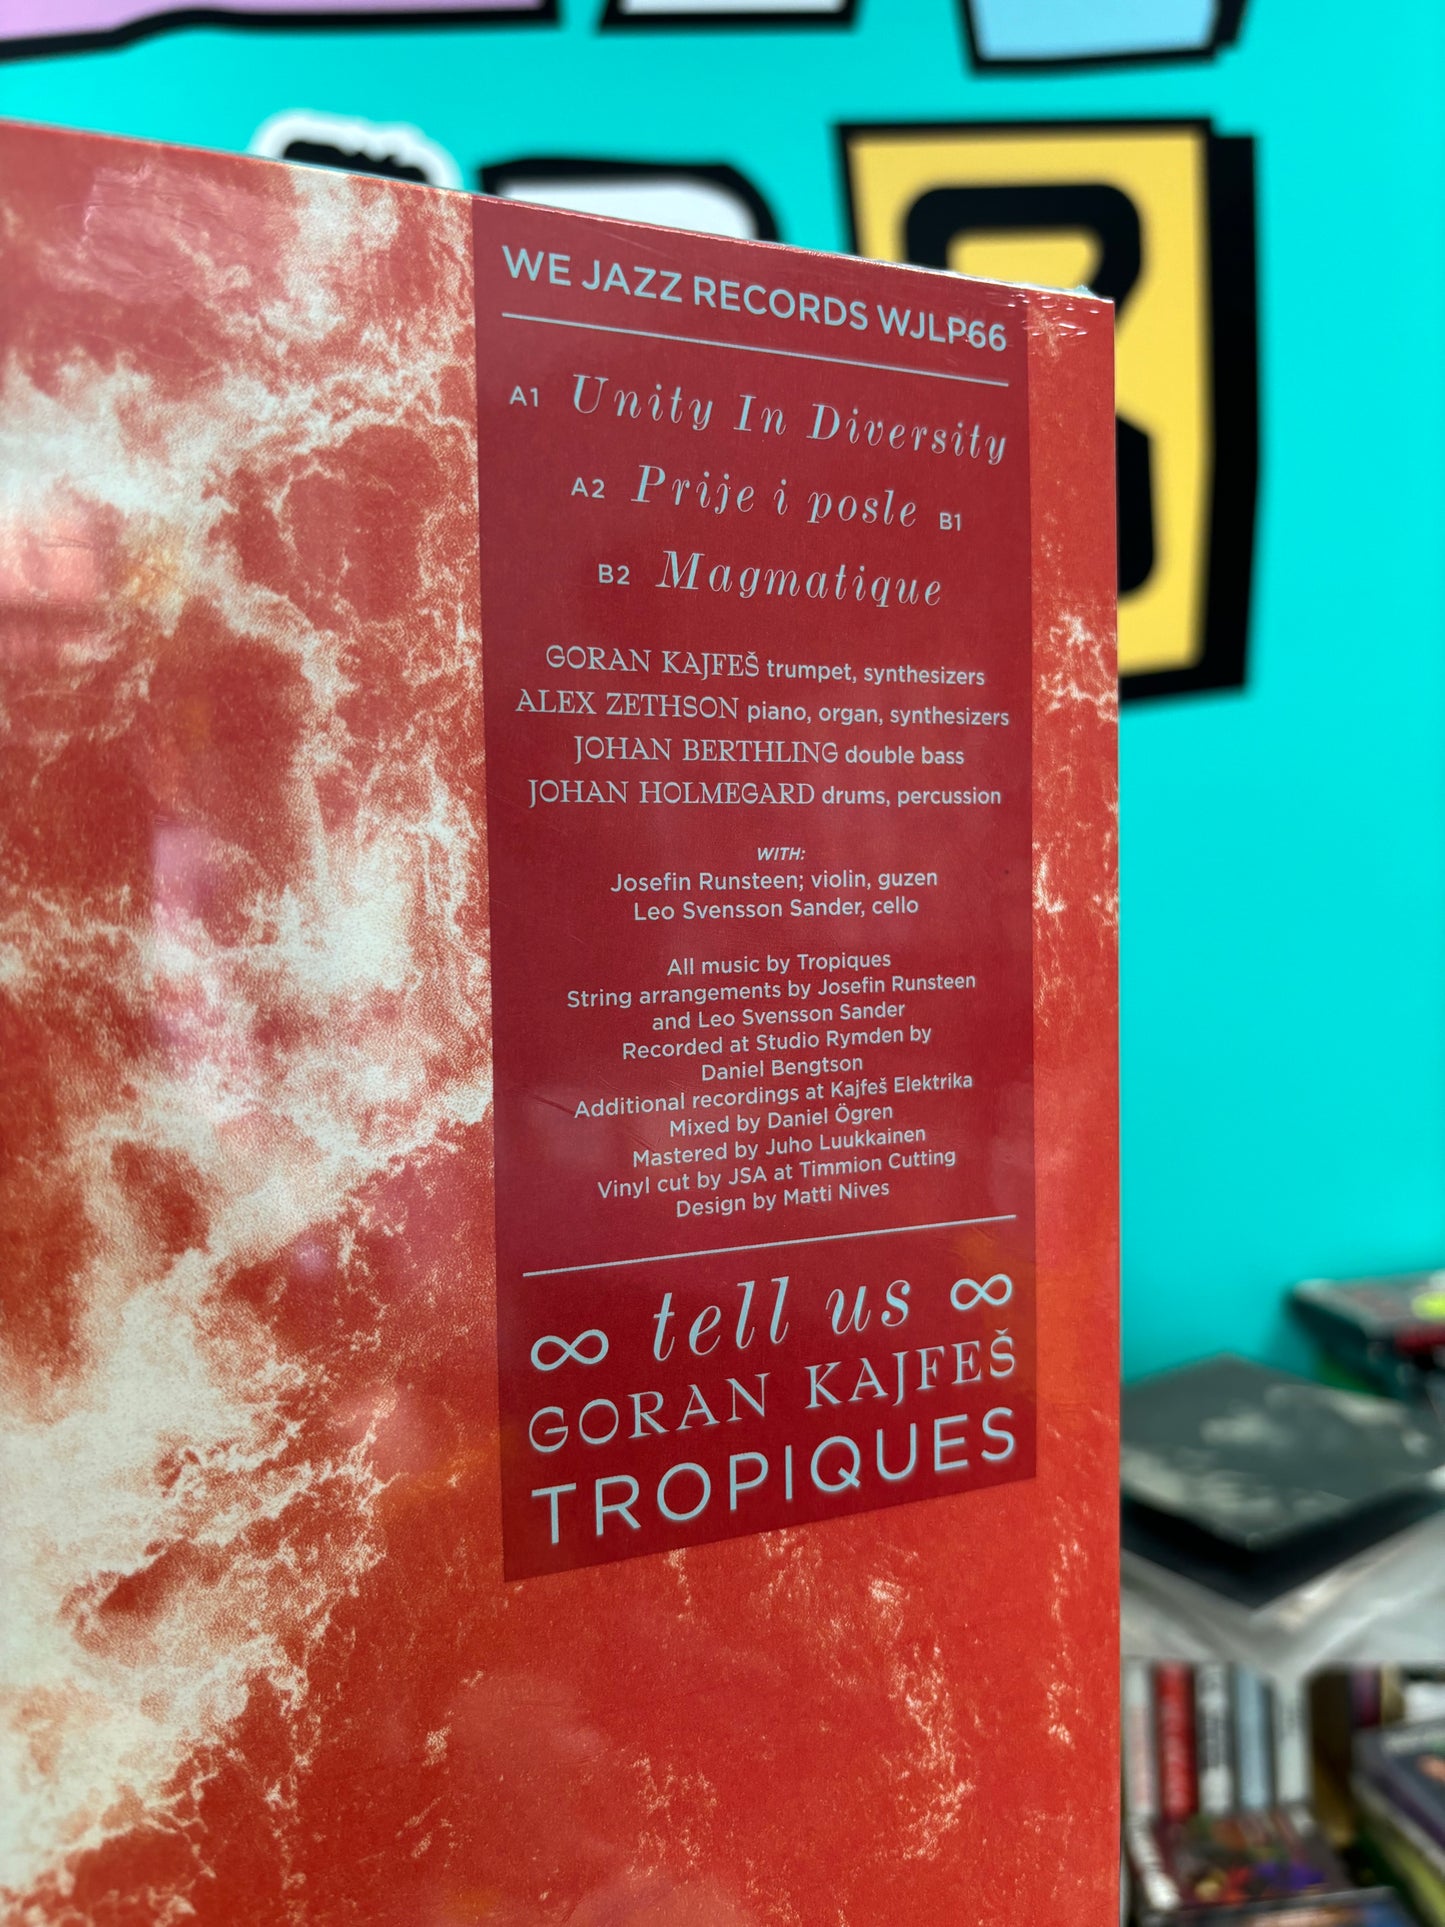 WE JAZZ RECORDS WJLP66
A1 Unity In Diversity
A2 Prije i posle B1
B2 Magmatique
GORAN KAJFEŠ trumpet, synthesizers
ALEX ZETHSON piano, organ, synthesizers
JOHAN BERTHLING double bass
JOHAN HOLMEGARD drums, percussion
WITH:
Josefin Runsteen; violin, guzen
Leo Svensson Sander, cello
All music by Tropiques
String arrangements by Josefin Runsteen
and Leo Svensson Sander
Recorded at Studio Rymden by
Daniel Bengtson
Additional recordings at Kajfeš Elektrika
Mixed by Daniel Ögren
Mastered by Juho Luukkainen
Vinyl cut by JSA at Timmion Cutting
Design by Matti Nives
∞ tell us ∞
GORAN KAJFEŠ
TROPIQUES